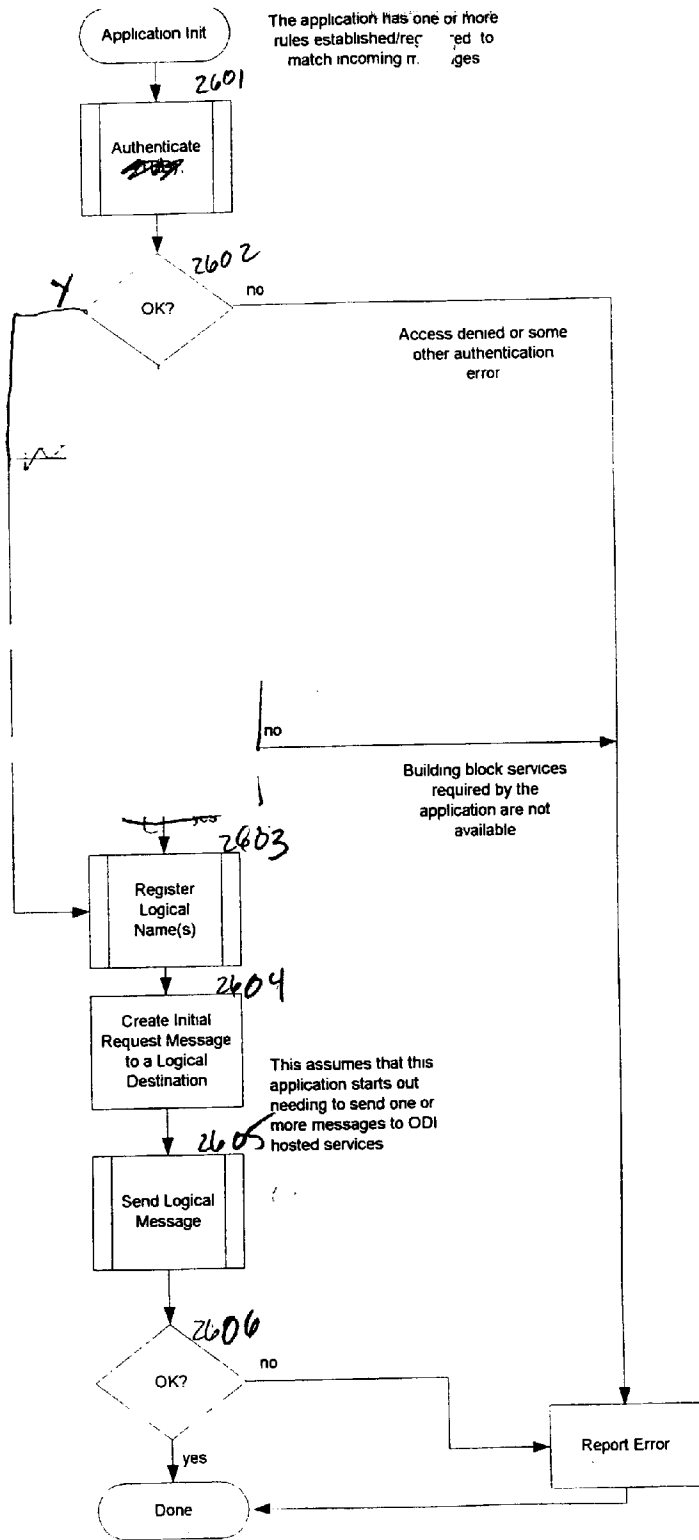 Application Init
The application has one or more
rules established/ to
match incoming
2601
Authenticate
2602
Y
OK?
no
Access denied or some
other authentication
error
no
Building block services
required by the
application are not
available
yes
2603
Register
Logical
Name(s)
2604
Create Initial
Request Message
to a Logical
Destination
This assumes that this
application starts out
needing to send one or
more messages to ODI
hosted services
2605
Send Logical
Message
2606
OK?
no
yes
Report Error
Done